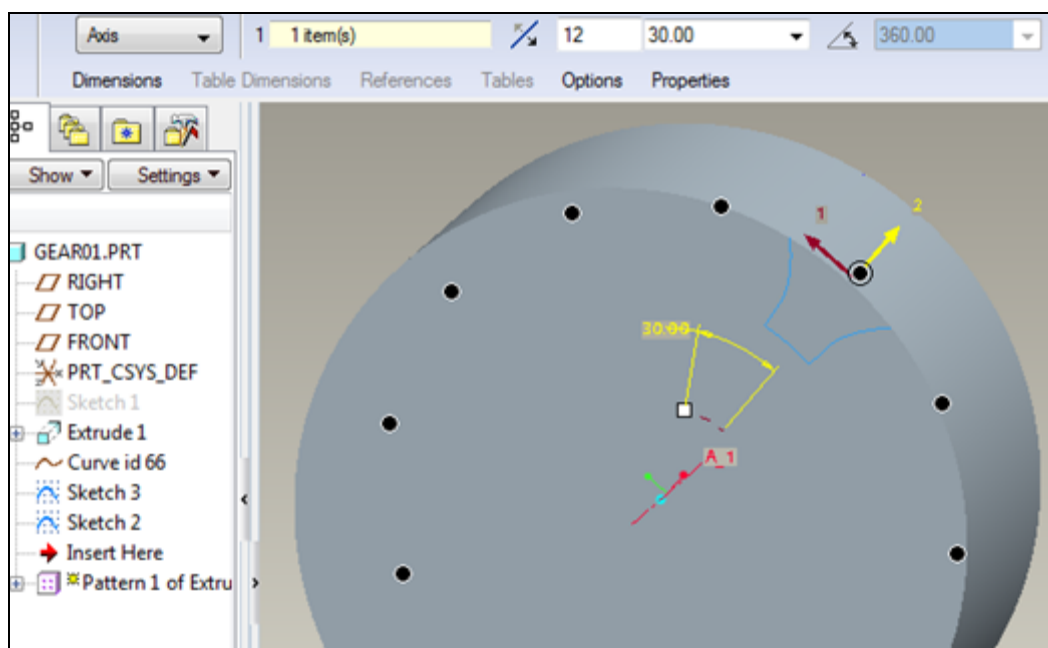 Axis 1 1 item(s) 12 30.00 360.00
Dimensions Table Dimensions References Tables Options Properties
Show Settings
GEAR01.PRT
RIGHT
TOP
FRONT
PRT_CSYS_DEF
Sketch 1
Extrude 1
Curve id 66
Sketch 3
Sketch 2
Insert Here
Pattern 1 of Extru
1
2
30.00
A_1